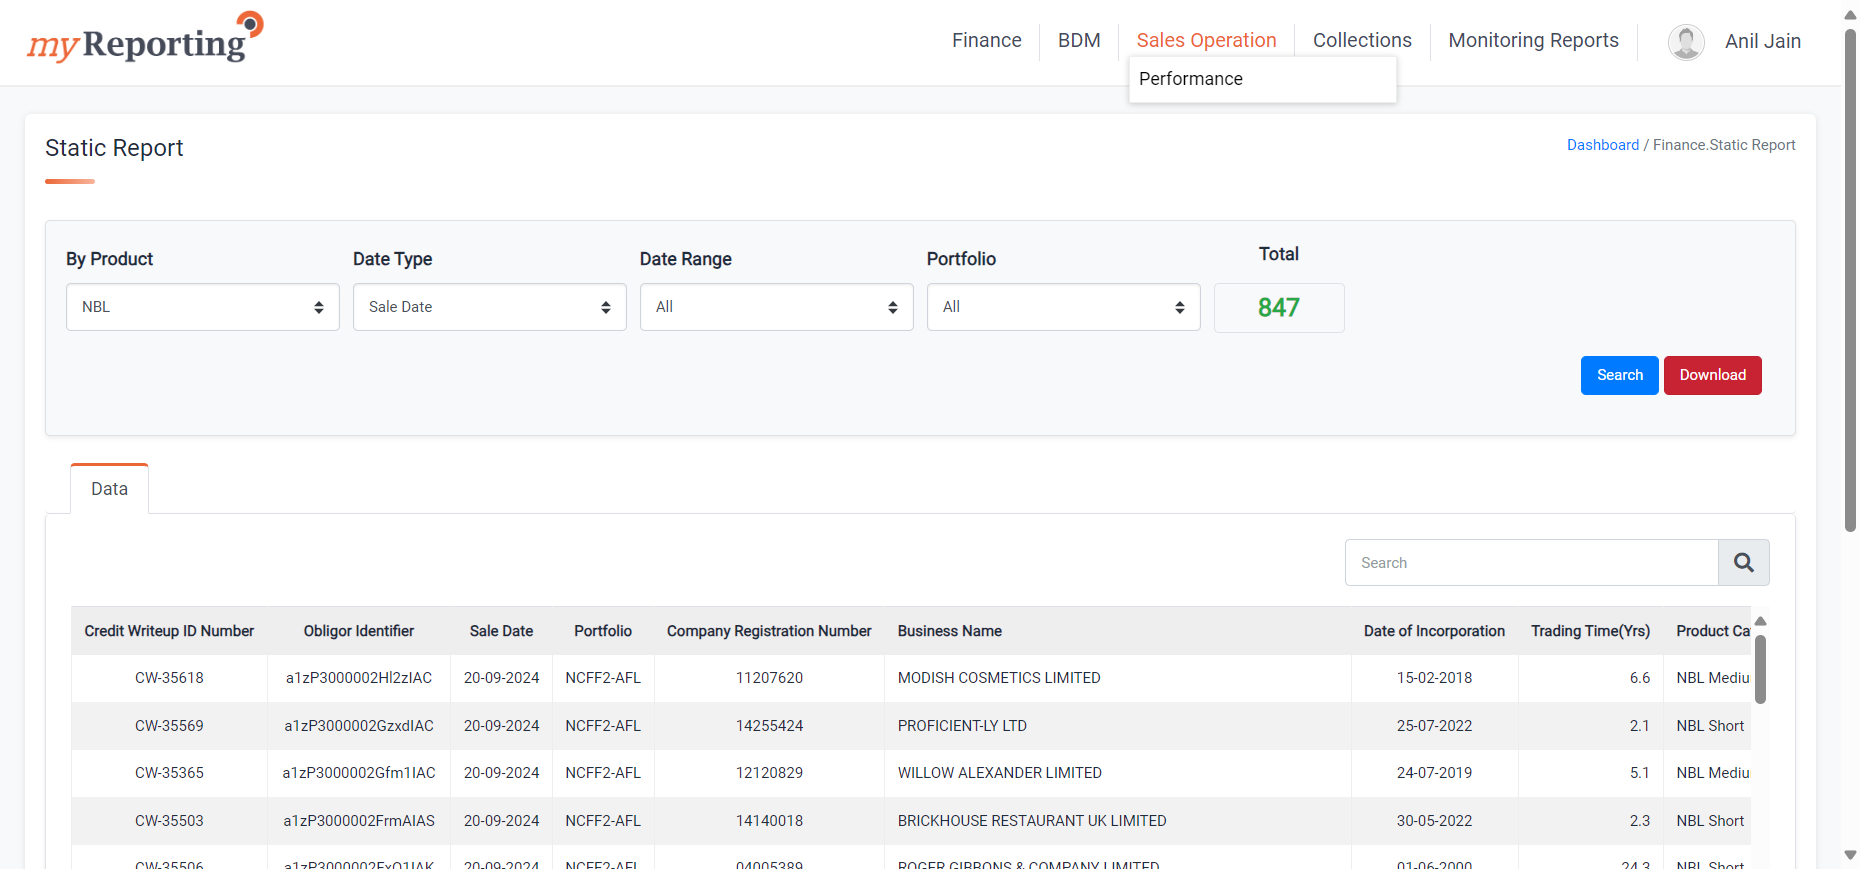 myReporting
Finance BDM Sales Operation Collections Monitoring Reports Anil Jain
Performance
Static Report
Dashboard / Finance.Static Report
By Product Date Type Date Range Portfolio Total
NBL Sale Date All All 847
Search Download
Data
Search
Credit Writeup ID Number Obligor Identifier Sale Date Portfolio Company Registration Number Business Name Date of Incorporation Trading Time(Yrs) Product Ca
CW-35618 a1zP3000002Hl2zIAC 20-09-2024 NCFF2-AFL 11207620 MODISH COSMETICS LIMITED 15-02-2018 6.6 NBL Mediu
CW-35569 a1zP3000002GzxdIAC 20-09-2024 NCFF2-AFL 14255424 PROFICIENT-LY LTD 25-07-2022 2.1 NBL Short
CW-35365 a1zP3000002Gfm1IAC 20-09-2024 NCFF2-AFL 12120829 WILLOW ALEXANDER LIMITED 24-07-2019 5.1 NBL Mediu
CW-35503 a1zP3000002FrmAIAS 20-09-2024 NCFF2-AFL 14140018 BRICKHOUSE RESTAURANT UK LIMITED 30-05-2022 2.3 NBL Short
CW-35506 a1zP3000002FxO1IAK 20-09-2024 NCFF2-AFL 04005389 ROGER GIBBONS & COMPANY LIMITED 01-06-2000 24.3 NBL Short